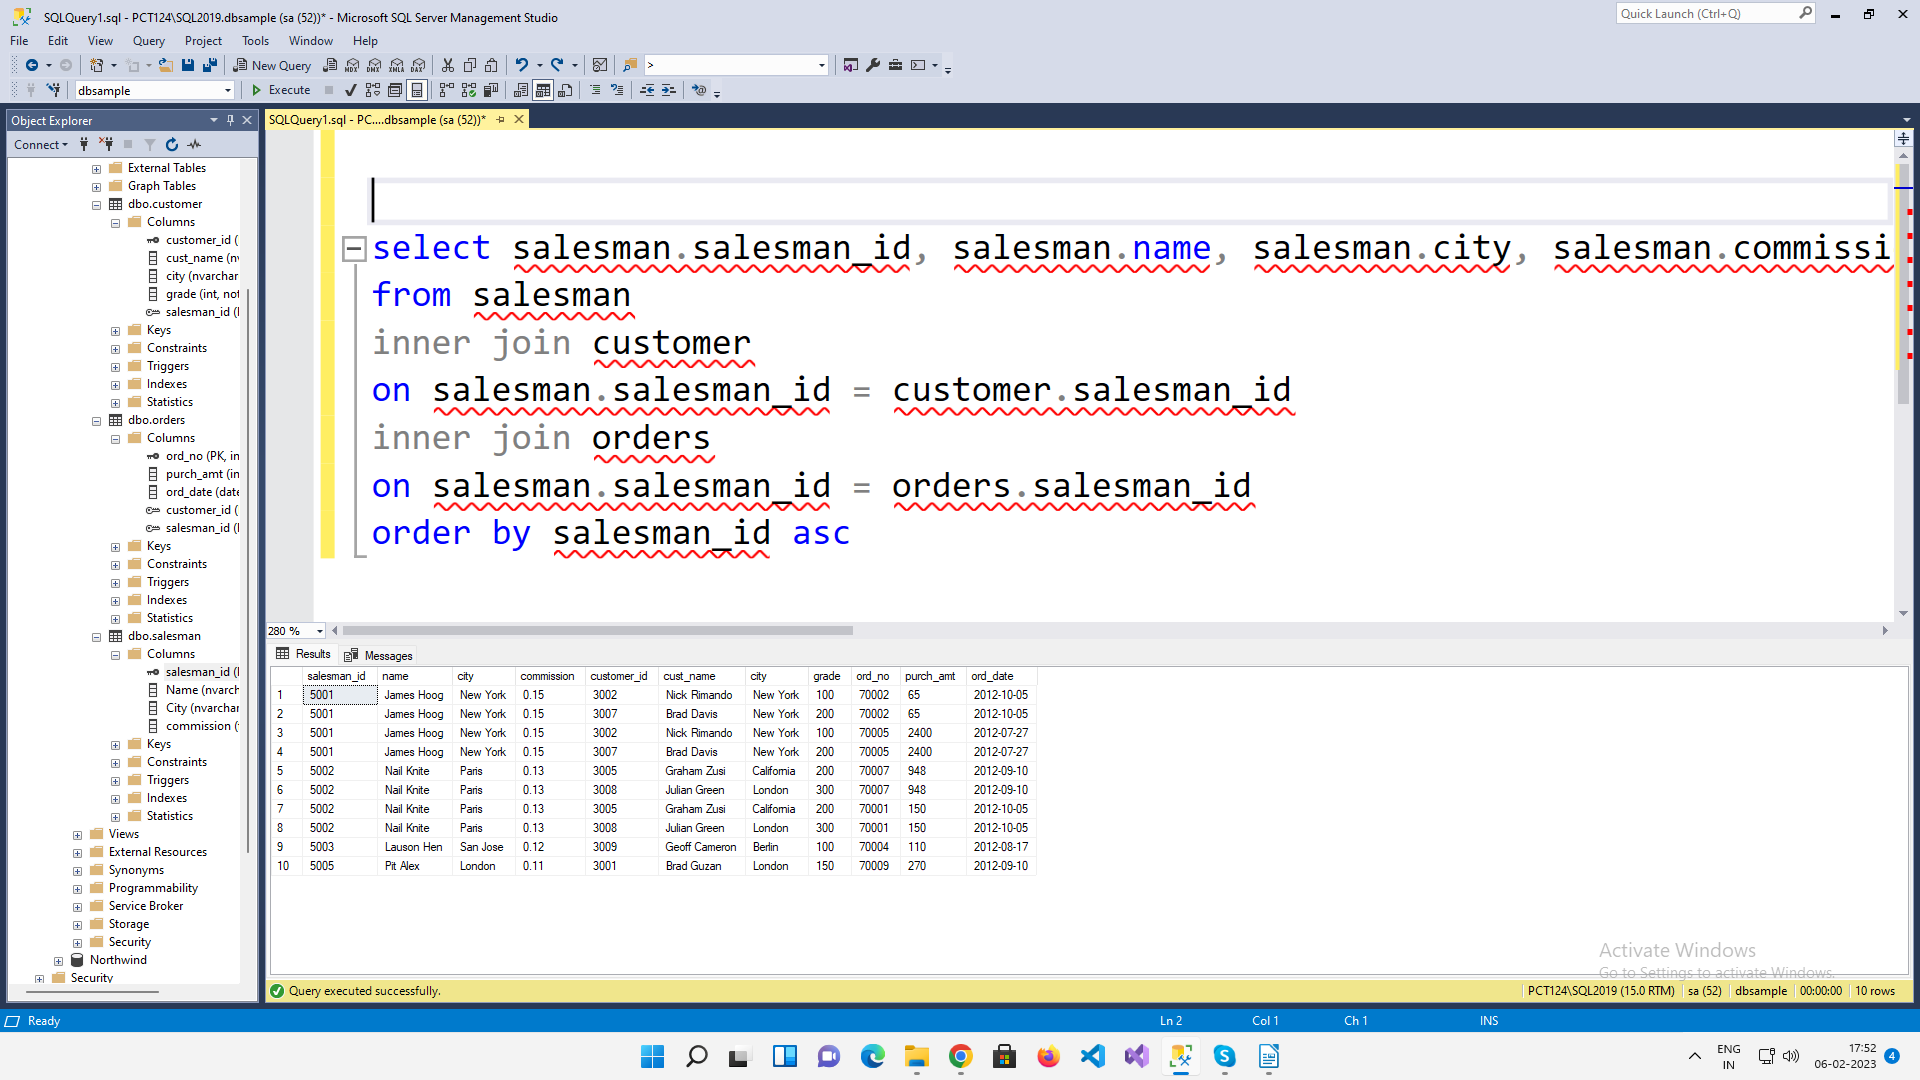 SQLQuery1.sql - PCT124\SQL2019.dbsample (sa (52))* - Microsoft SQL Server Management Studio
Quick Launch (Ctrl+Q)
File Edit View Query Project Tools Window Help
New Query MDX DMX XMLA DAX >
dbsample Execute
Object Explorer
SQLQuery1.sql - PC....dbsample (sa (52))*
Connect
External Tables
Graph Tables
dbo.customer
Columns
customer_id (
cust_name (n
city (nvarchar
grade (int, not
salesman_id (
Keys
Constraints
Triggers
Indexes
Statistics
dbo.orders
Columns
ord_no (PK, in
purch_amt (in
ord_date (date
customer_id (
salesman_id (
Keys
Constraints
Triggers
Indexes
Statistics
dbo.salesman
Columns
salesman_id (
Name (nvarch
City (nvarchar
commission (
Keys
Constraints
Triggers
Indexes
Statistics
Views
External Resources
Synonyms
Programmability
Service Broker
Storage
Security
Northwind
Security
select salesman.salesman_id, salesman.name, salesman.city, salesman.commissi
from salesman
inner join customer
on salesman.salesman_id = customer.salesman_id
inner join orders
on salesman.salesman_id = orders.salesman_id
order by salesman_id asc
280 %
Results Messages
salesman_id name city commission customer_id cust_name city grade ord_no purch_amt ord_date
1 5001 James Hoog New York 0.15 3002 Nick Rimando New York 100 70002 65 2012-10-05
2 5001 James Hoog New York 0.15 3007 Brad Davis New York 200 70002 65 2012-10-05
3 5001 James Hoog New York 0.15 3002 Nick Rimando New York 100 70005 2400 2012-07-27
4 5001 James Hoog New York 0.15 3007 Brad Davis New York 200 70005 2400 2012-07-27
5 5002 Nail Knite Paris 0.13 3005 Graham Zusi California 200 70007 948 2012-09-10
6 5002 Nail Knite Paris 0.13 3008 Julian Green London 300 70007 948 2012-09-10
7 5002 Nail Knite Paris 0.13 3005 Graham Zusi California 200 70001 150 2012-10-05
8 5002 Nail Knite Paris 0.13 3008 Julian Green London 300 70001 150 2012-10-05
9 5003 Lauson Hen San Jose 0.12 3009 Geoff Cameron Berlin 100 70004 110 2012-08-17
10 5005 Pit Alex London 0.11 3001 Brad Guzan London 150 70009 270 2012-09-10
Activate Windows
Go to Settings to activate Windows.
Query executed successfully. PCT124\SQL2019 (15.0 RTM) sa (52) dbsample 00:00:00 10 rows
Ready Ln 2 Col 1 Ch 1 INS
ENG
IN
17:52
06-02-2023
4